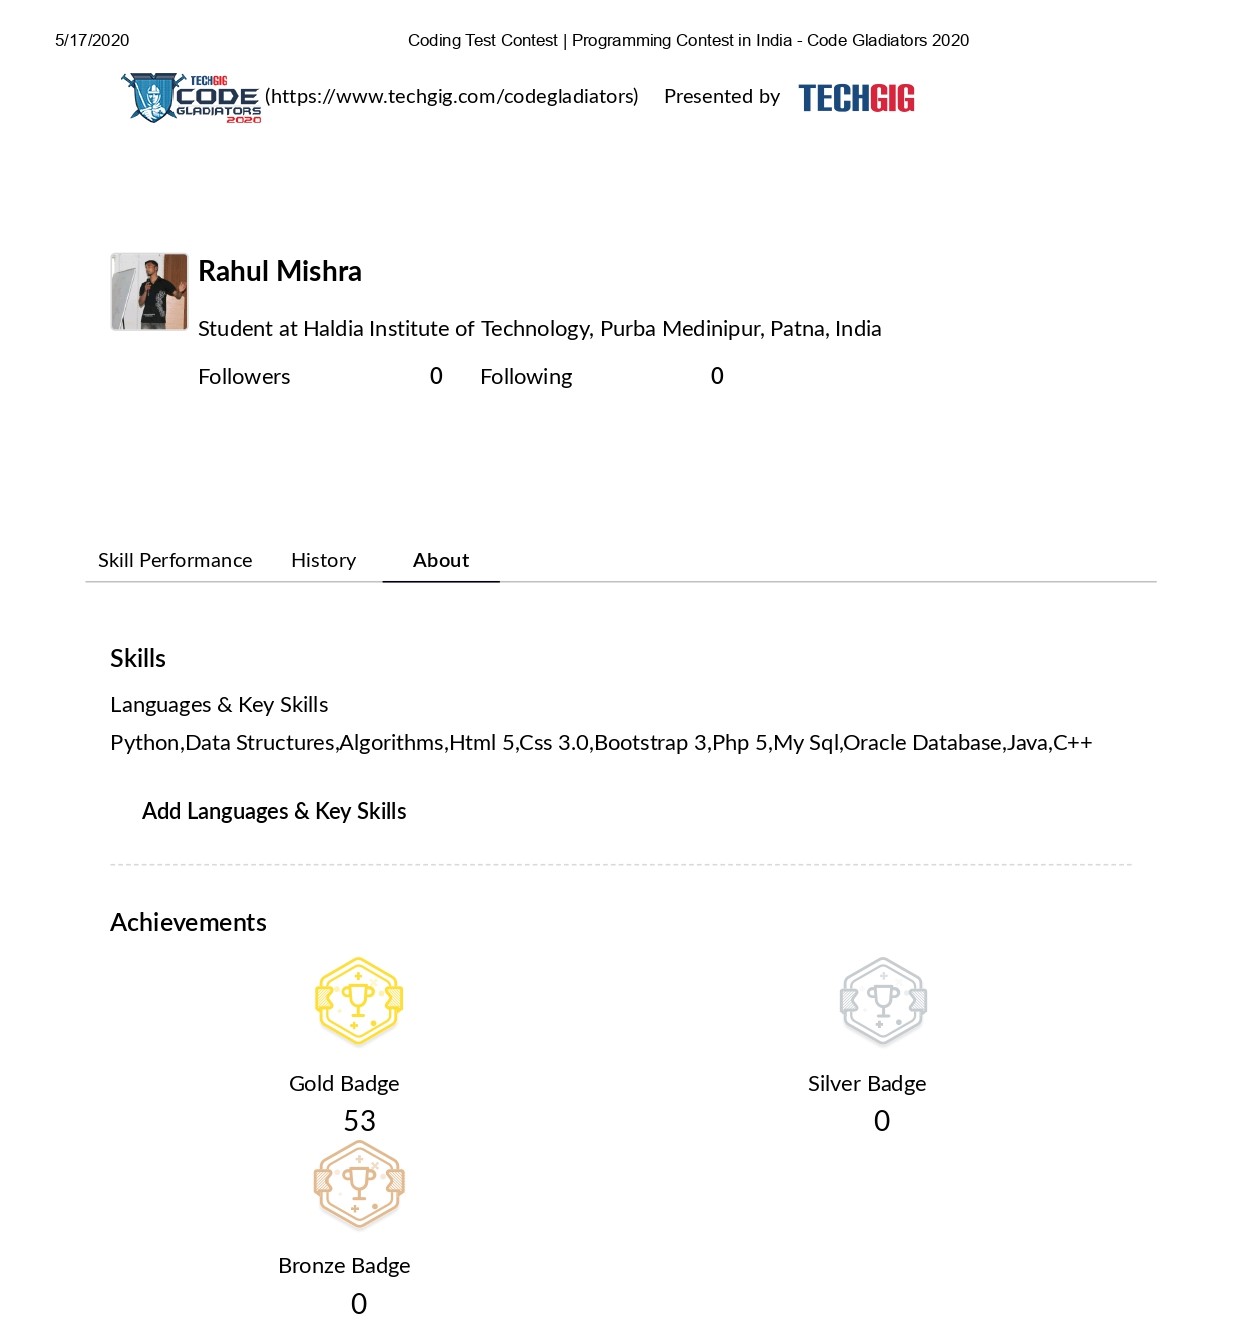 5/17/2020 Coding Test Contest | Programming Contest in India - Code Gladiators 2020
TECHGIG
CODE
GLADIATORS
2020
(https://www.techgig.com/codegladiators) Presented by TECHGIG
Rahul Mishra
Student at Haldia Institute of Technology, Purba Medinipur, Patna, India
Followers 0 Following 0
Skill Performance History About
Skills
Languages & Key Skills
Python,Data Structures,Algorithms,Html 5,Css 3.0,Bootstrap 3,Php 5,My Sql,Oracle Database,Java,C++
Add Languages & Key Skills
Achievements
Gold Badge Silver Badge
53 0
Bronze Badge
0